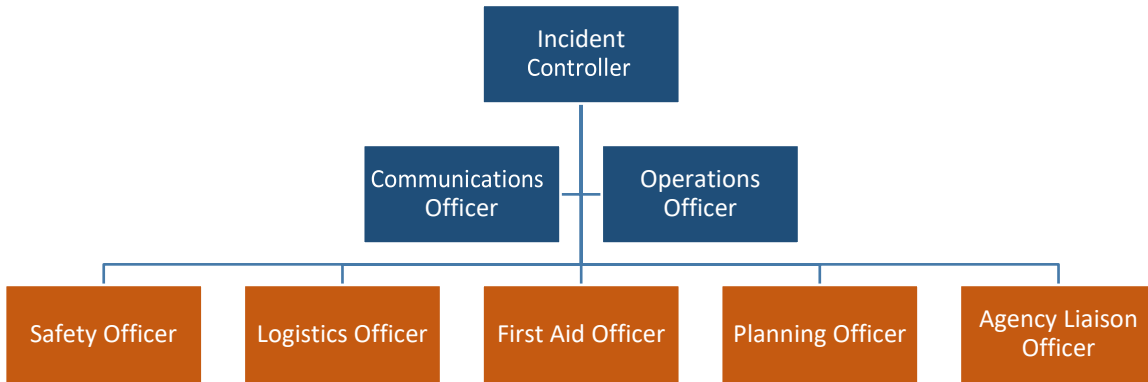 Incident
Controller
Communications
Officer
Operations
Officer
Safety Officer
Logistics Officer
First Aid Officer
Planning Officer
Agency Liaison
Officer